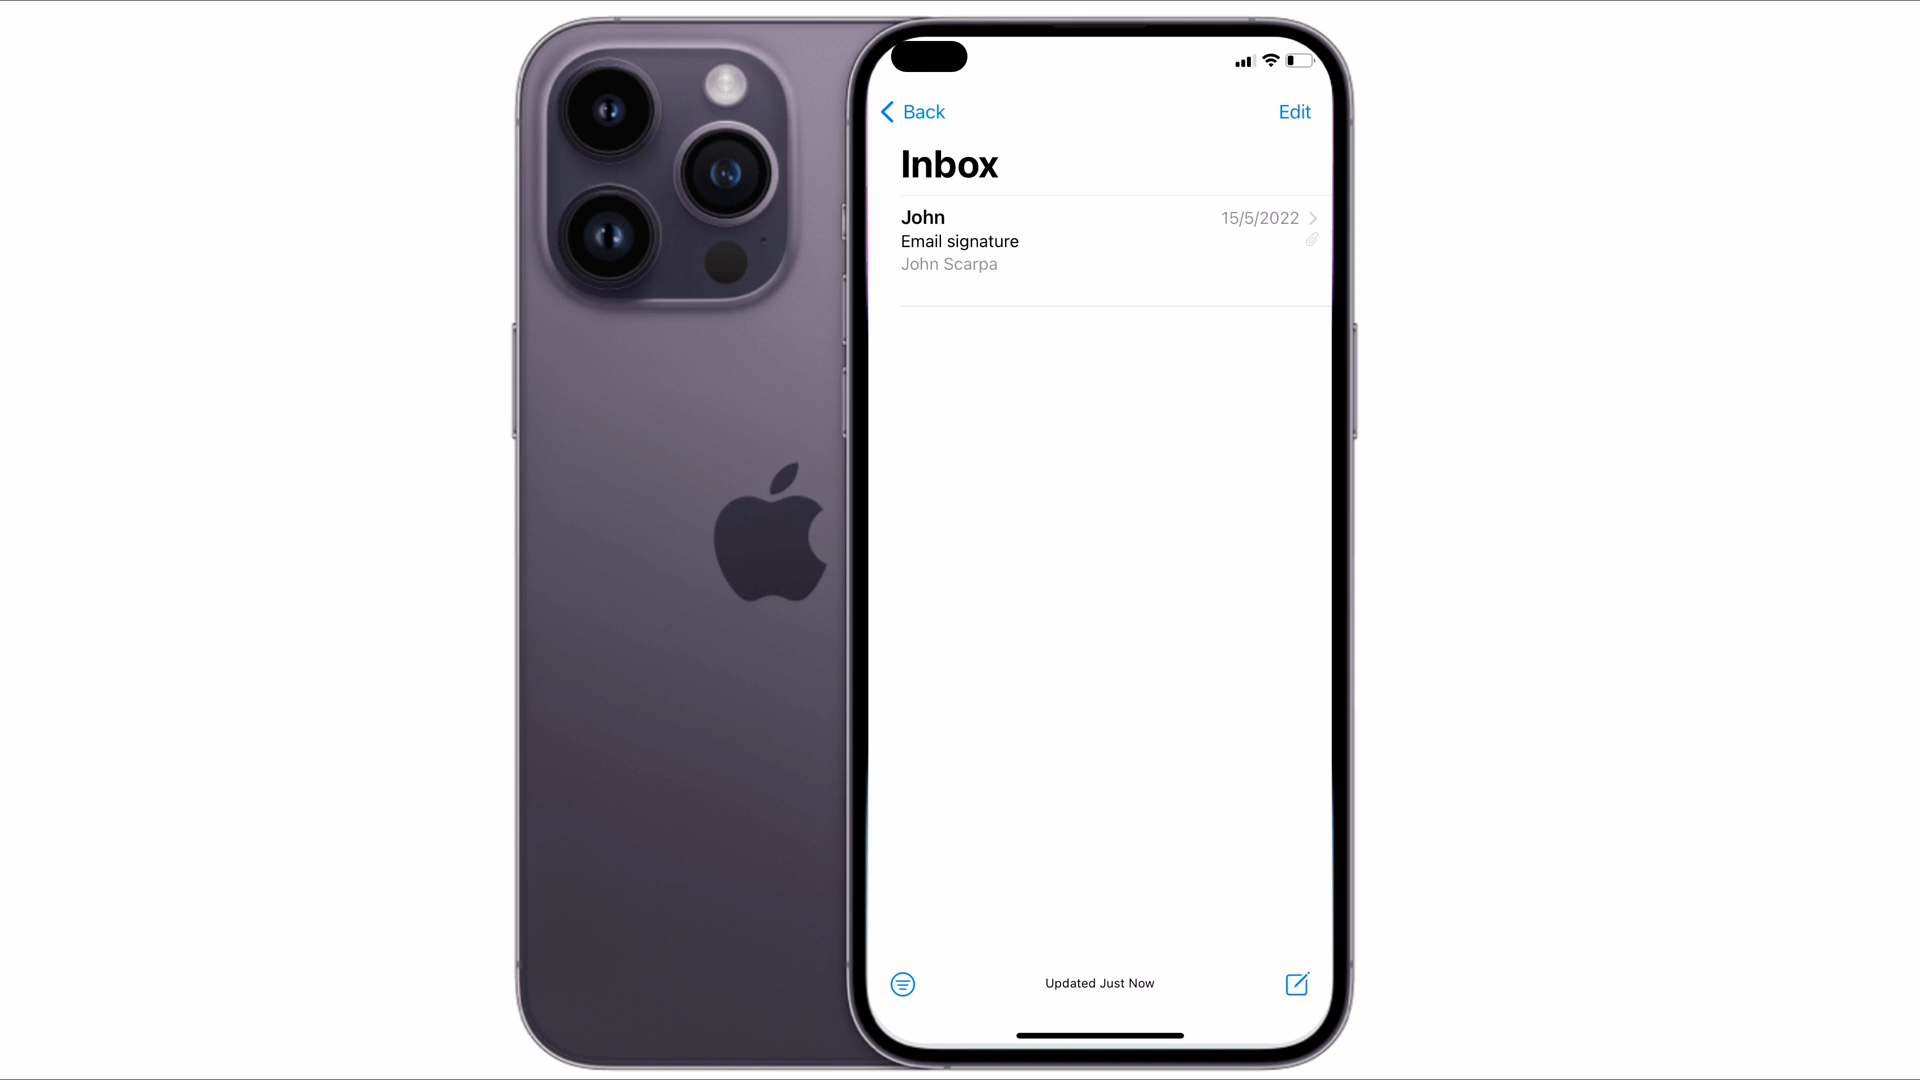 Back
Edit
Inbox
John
15/5/2022
Email signature
John Scarpa
Updated Just Now